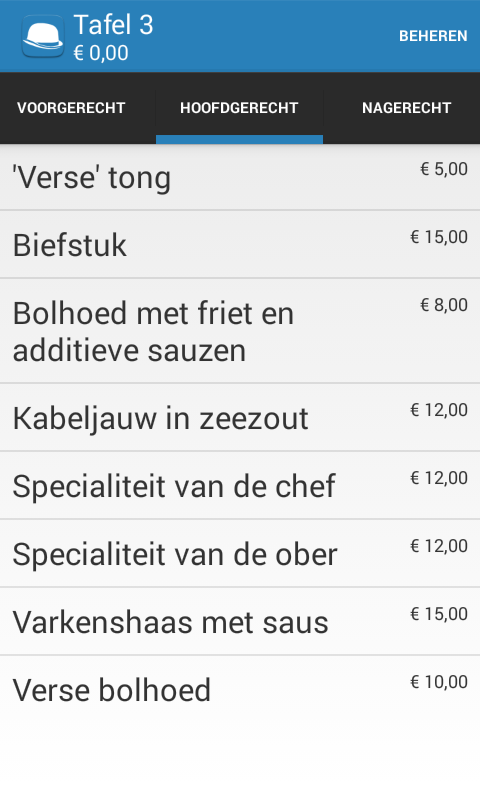 Tafel 3
€ 0,00
BEHEREN
VOORGERECHT
HOOFDGERECHT
NAGERECHT
'Verse' tong
€ 5,00
Biefstuk
€ 15,00
Bolhoed met friet en
additieve sauzen
€ 8,00
Kabeljauw in zeezout
€ 12,00
Specialiteit van de chef
€ 12,00
Specialiteit van de ober
€ 12,00
Varkenshaas met saus
€ 15,00
Verse bolhoed
€ 10,00